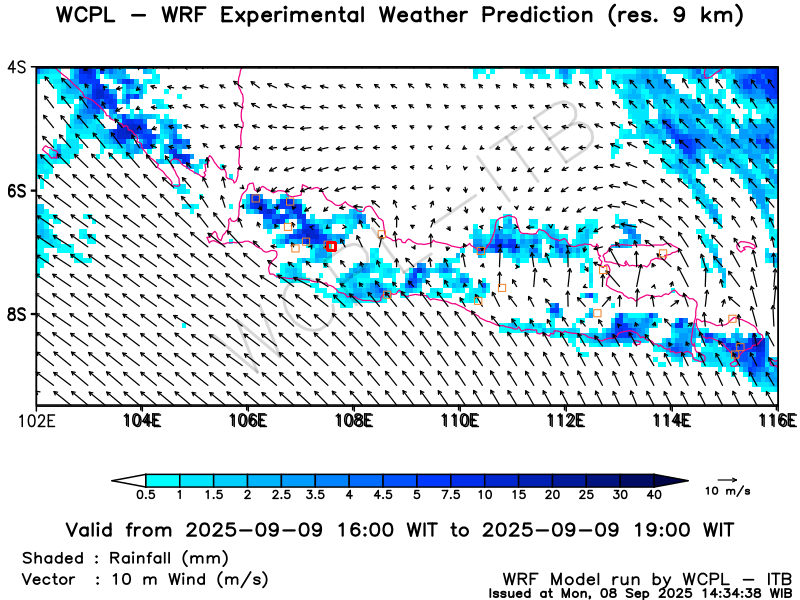 WCPL – WRF Experimental Weather Prediction (res. 9 km)
4S
6S
8S
102E 104E 106E 108E 110E 112E 114E 116E
WCPL–ITB
0.5 1 1.5 2 2.5 3.5 4 4.5 5 7.5 10 15 20 25 30 40
10 m/s
Valid from 2025–09–09 16:00 WIT to 2025–09–09 19:00 WIT
Shaded : Rainfall (mm)
Vector : 10 m Wind (m/s)
WRF Model run by WCPL – ITB
Issued at Mon, 08 Sep 2025 14:34:38 WIB